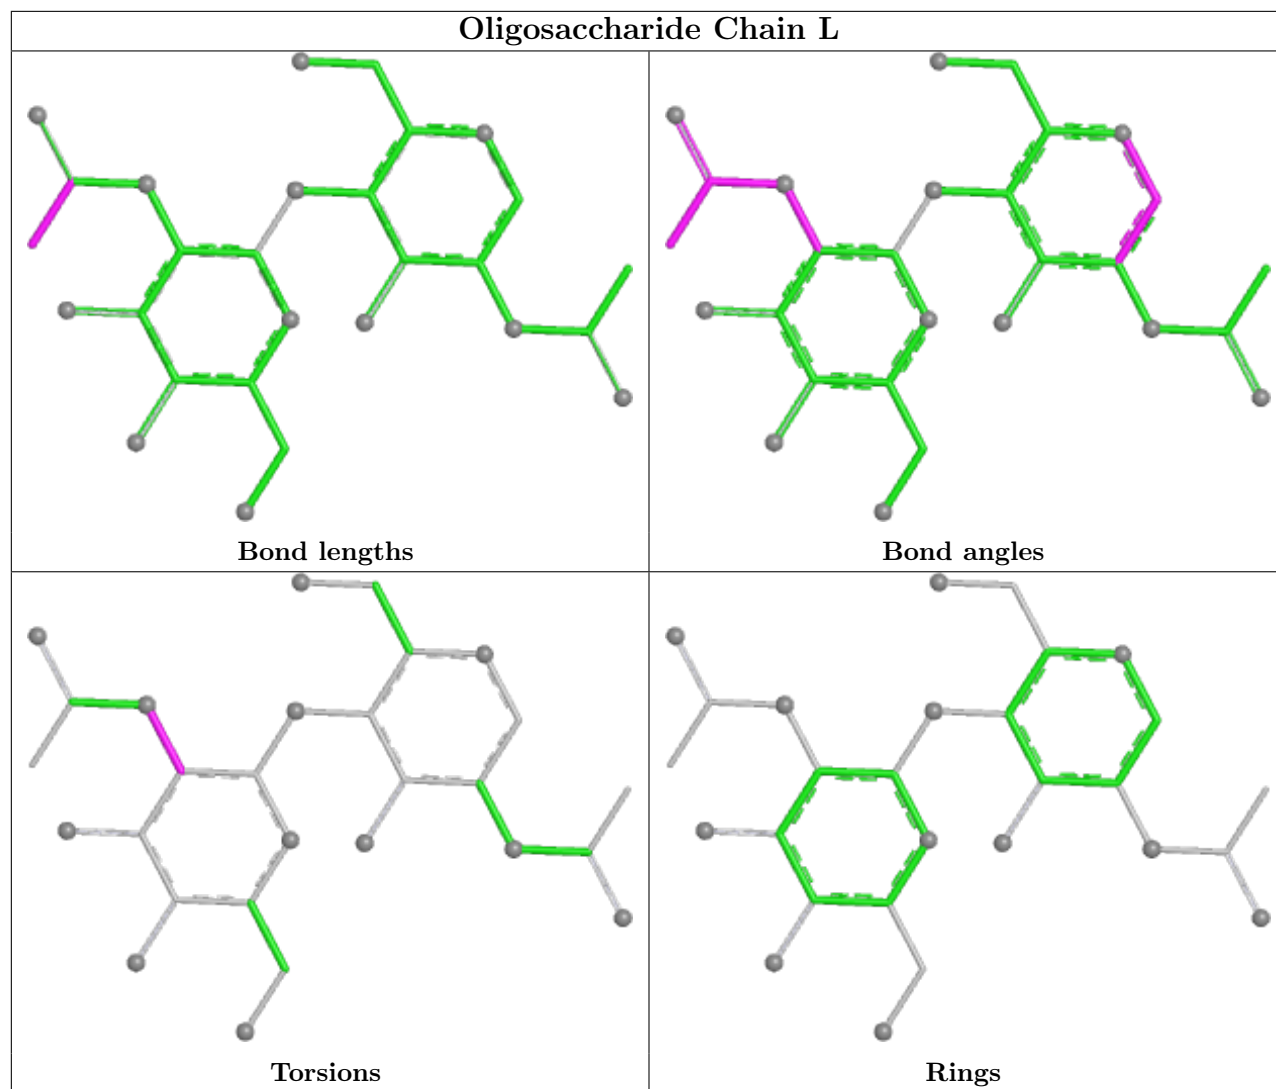 Oligosaccharide Chain L
Bond lengths
Bond angles
Torsions
Rings